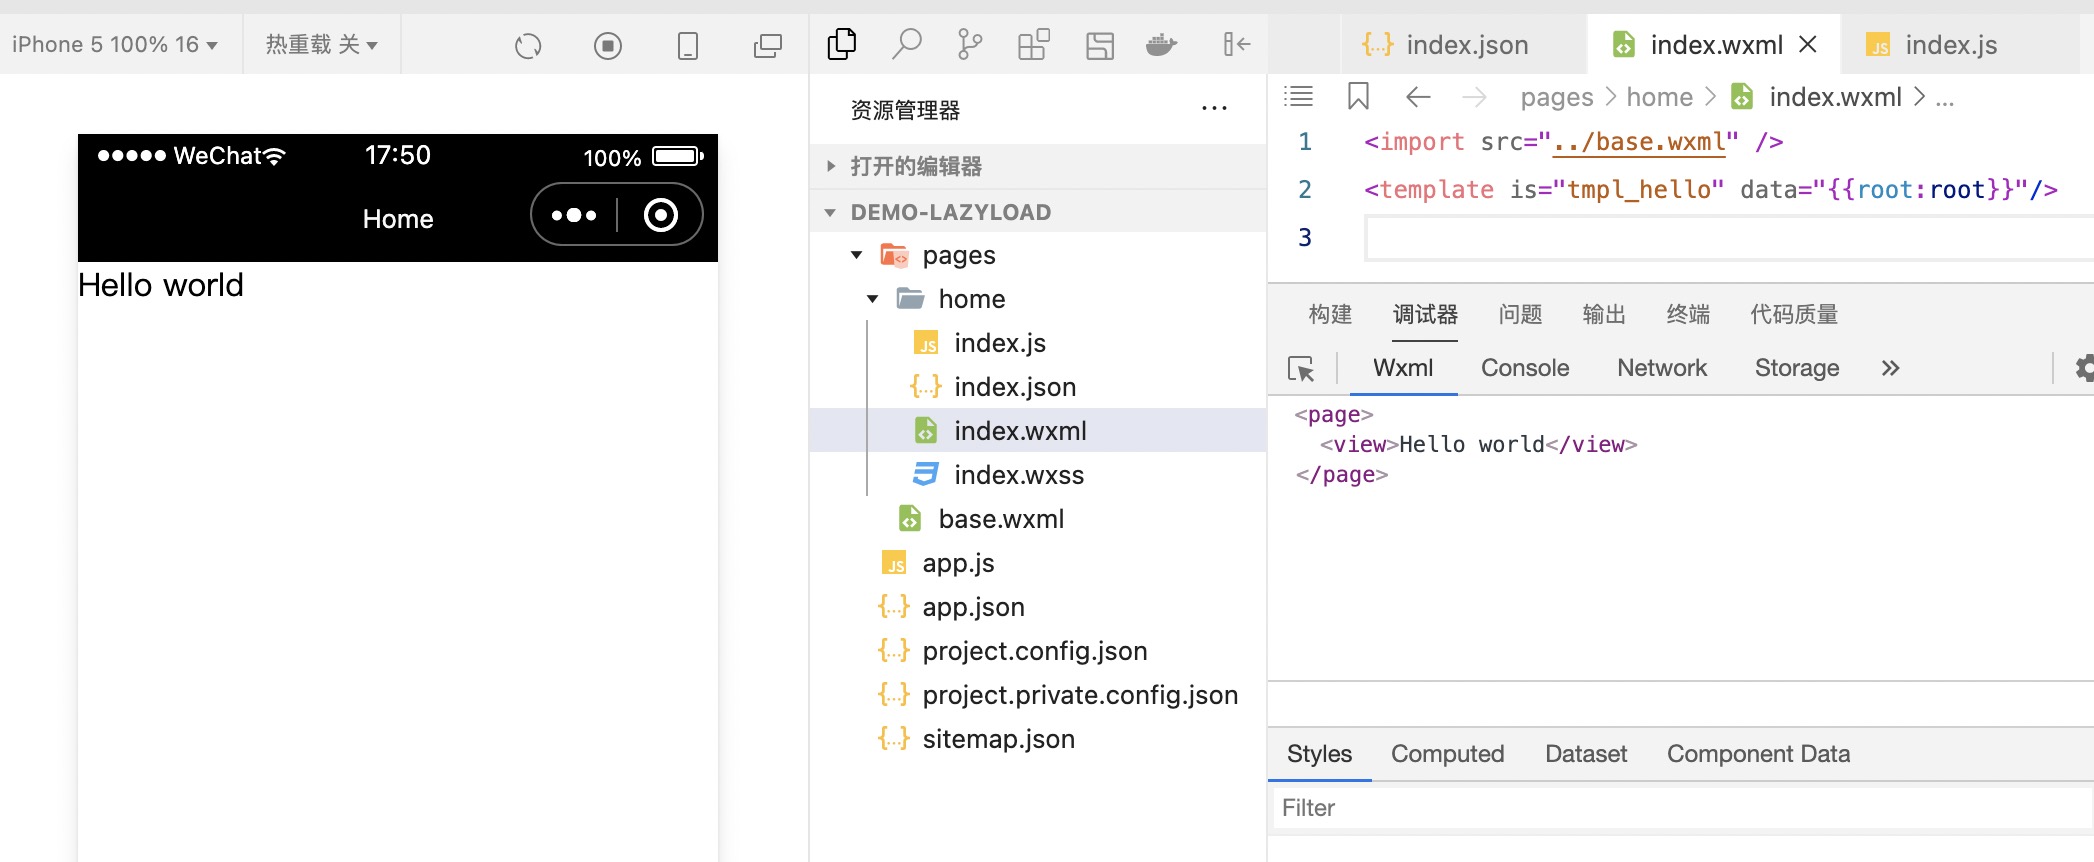 iPhone 5 100% 16
热重载 关
WeChat
17:50
100%
Home
Hello world
资源管理器
打开的编辑器
DEMO-LAZYLOAD
pages
home
index.js
index.json
index.wxml
index.wxss
base.wxml
app.js
app.json
project.config.json
project.private.config.json
sitemap.json
index.json
index.wxml
index.js
pages > home > index.wxml > ...
1 <import src="../base.wxml" />
2 <template is="tmpl_hello" data="{{root:root}}"/>
3
构建 调试器 问题 输出 终端 代码质量
Wxml Console Network Storage
<page>
<view>Hello world</view>
</page>
Styles Computed Dataset Component Data
Filter